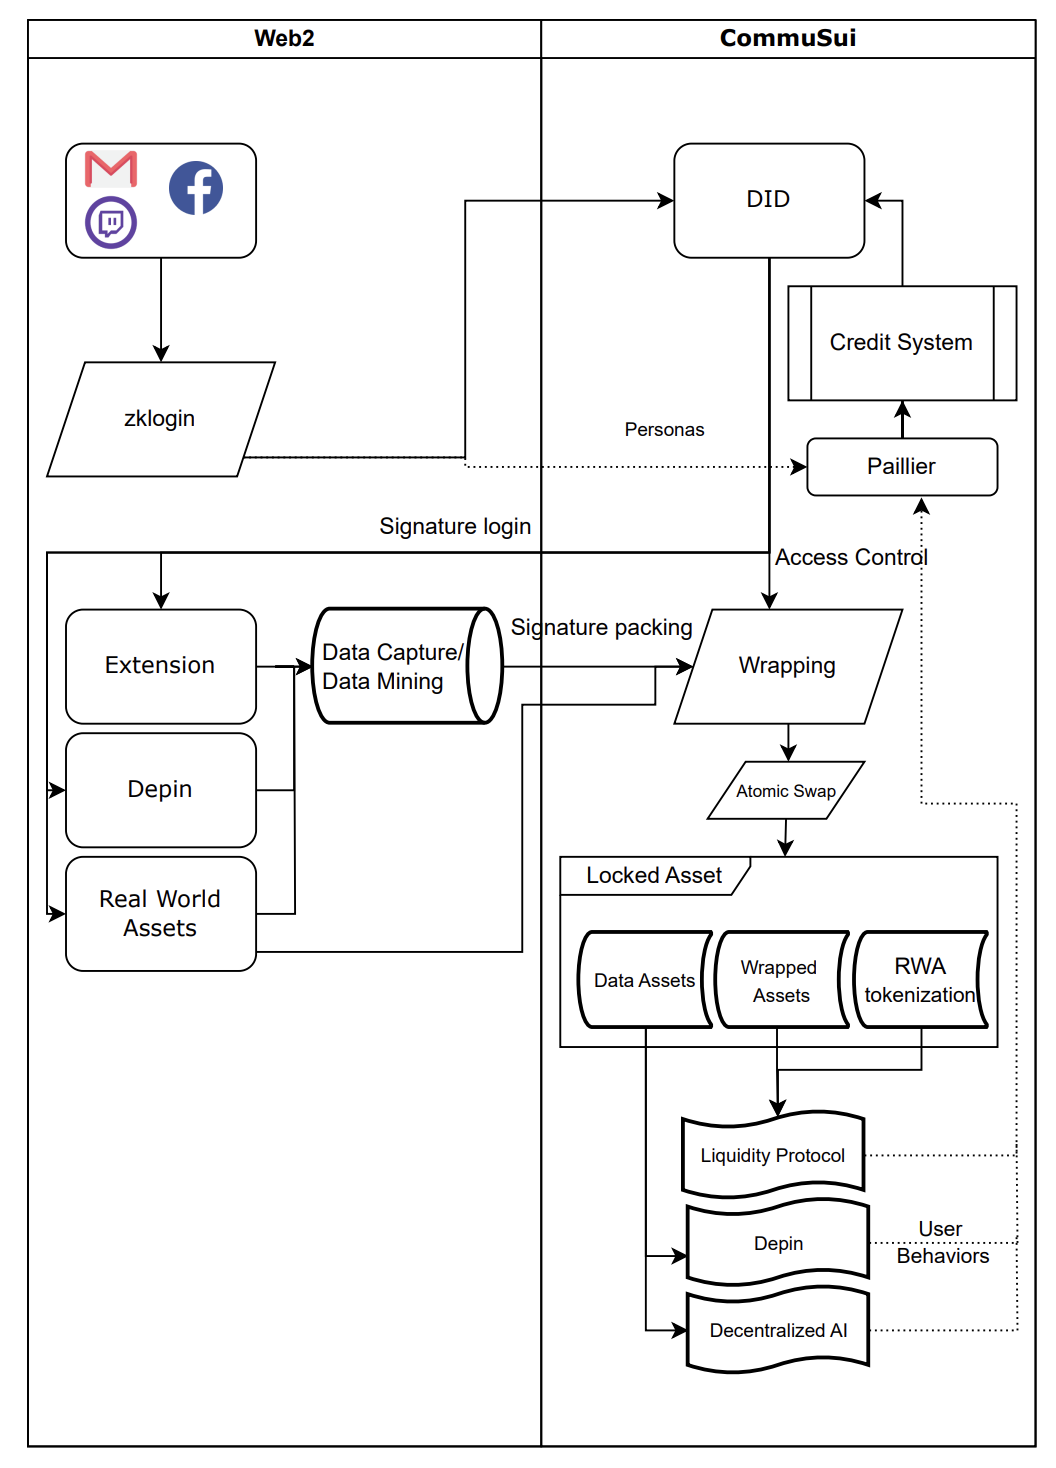 Web2
CommuSui
DID
Credit System
zklogin
Personas
Paillier
Signature login
Access Control
Extension
Data Capture/
Data Mining
Signature packing
Wrapping
Depin
Atomic Swap
Real World
Assets
Locked Asset
Data Assets
Wrapped
Assets
RWA
tokenization
Liquidity Protocol
Depin
User
Behaviors
Decentralized AI